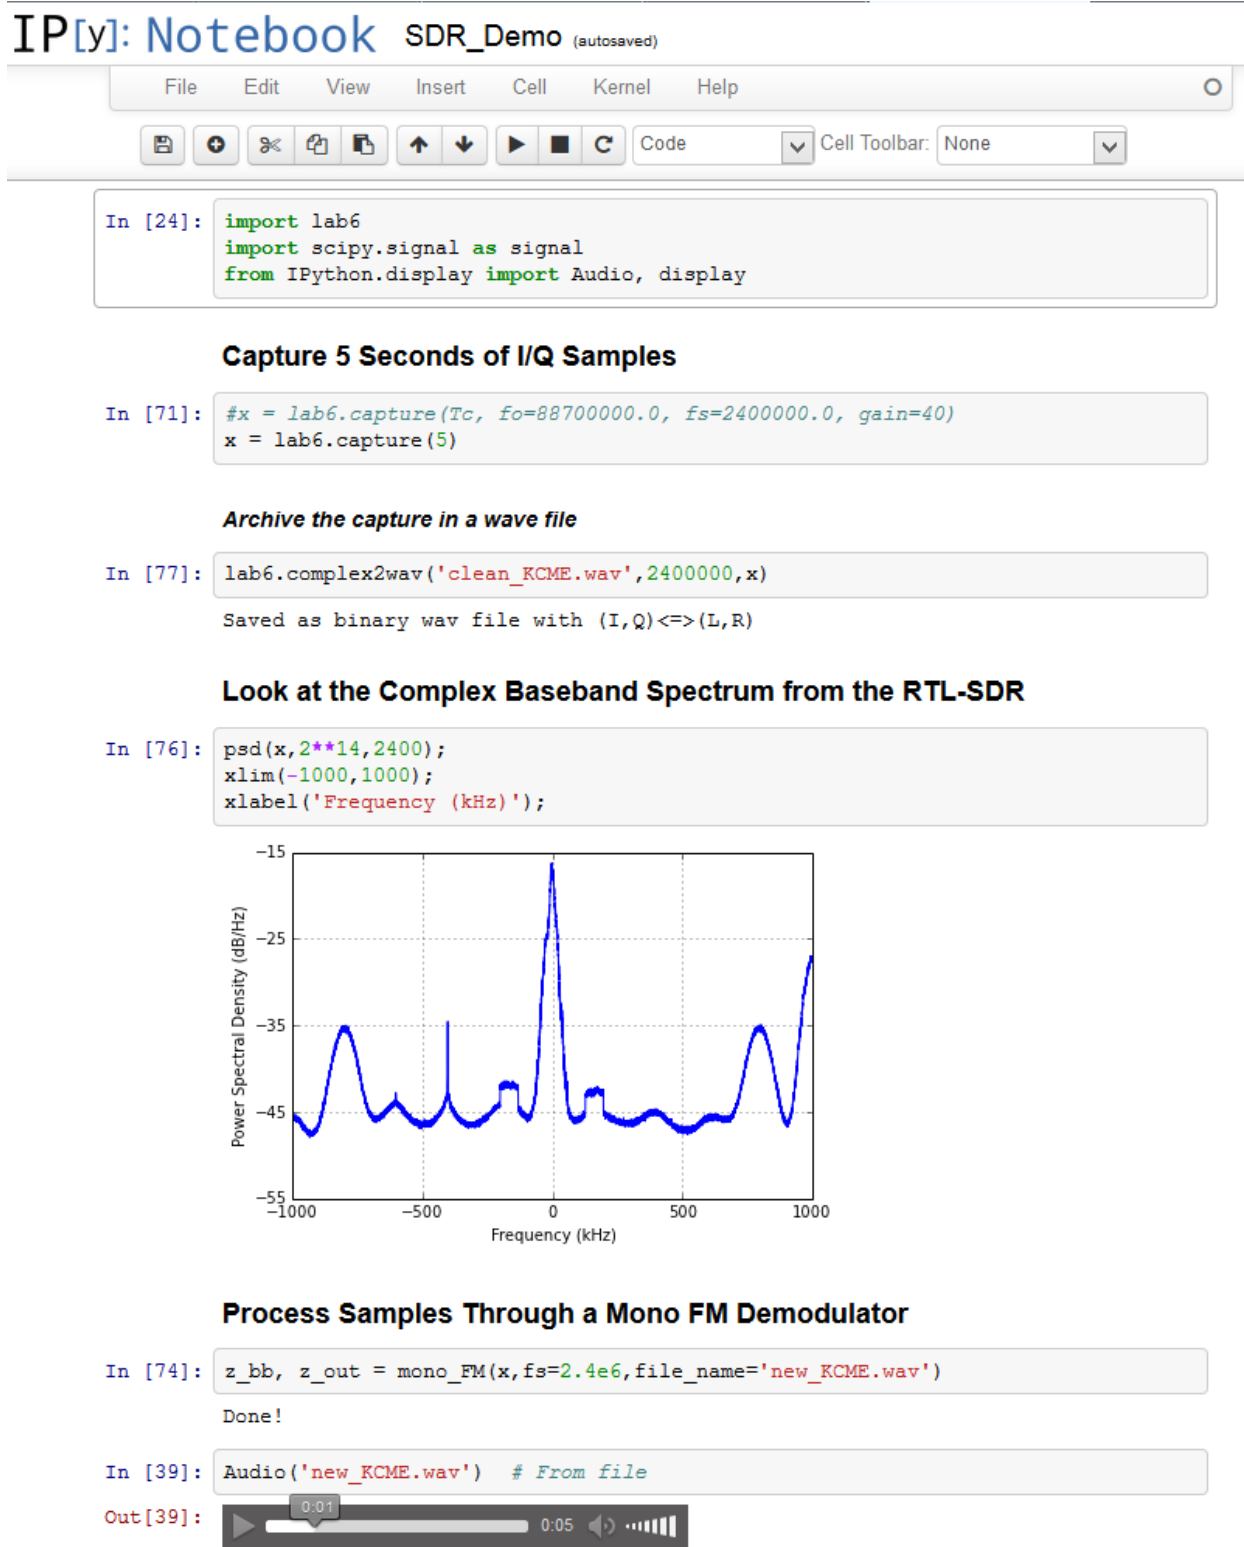 IP[y]: Notebook SDR_Demo (autosaved)
File Edit View Insert Cell Kernel Help
Code Cell Toolbar: None
In [24]: import lab6
import scipy.signal as signal
from IPython.display import Audio, display
Capture 5 Seconds of I/Q Samples
In [71]: #x = lab6.capture(Tc, fo=88700000.0, fs=2400000.0, gain=40)
x = lab6.capture(5)
Archive the capture in a wave file
In [77]: lab6.complex2wav('clean_KCME.wav',2400000,x)
Saved as binary wav file with (I,Q)<=>(L,R)
Look at the Complex Baseband Spectrum from the RTL-SDR
In [76]: psd(x,2**14,2400);
xlim(-1000,1000);
xlabel('Frequency (kHz)');
−15
−25
−35
−45
−55
Power Spectral Density (dB/Hz)
−1000 −500 0 500 1000
Frequency (kHz)
Process Samples Through a Mono FM Demodulator
In [74]: z_bb, z_out = mono_FM(x,fs=2.4e6,file_name='new_KCME.wav')
Done!
In [39]: Audio('new_KCME.wav') # From file
Out[39]: 0:01 0:05